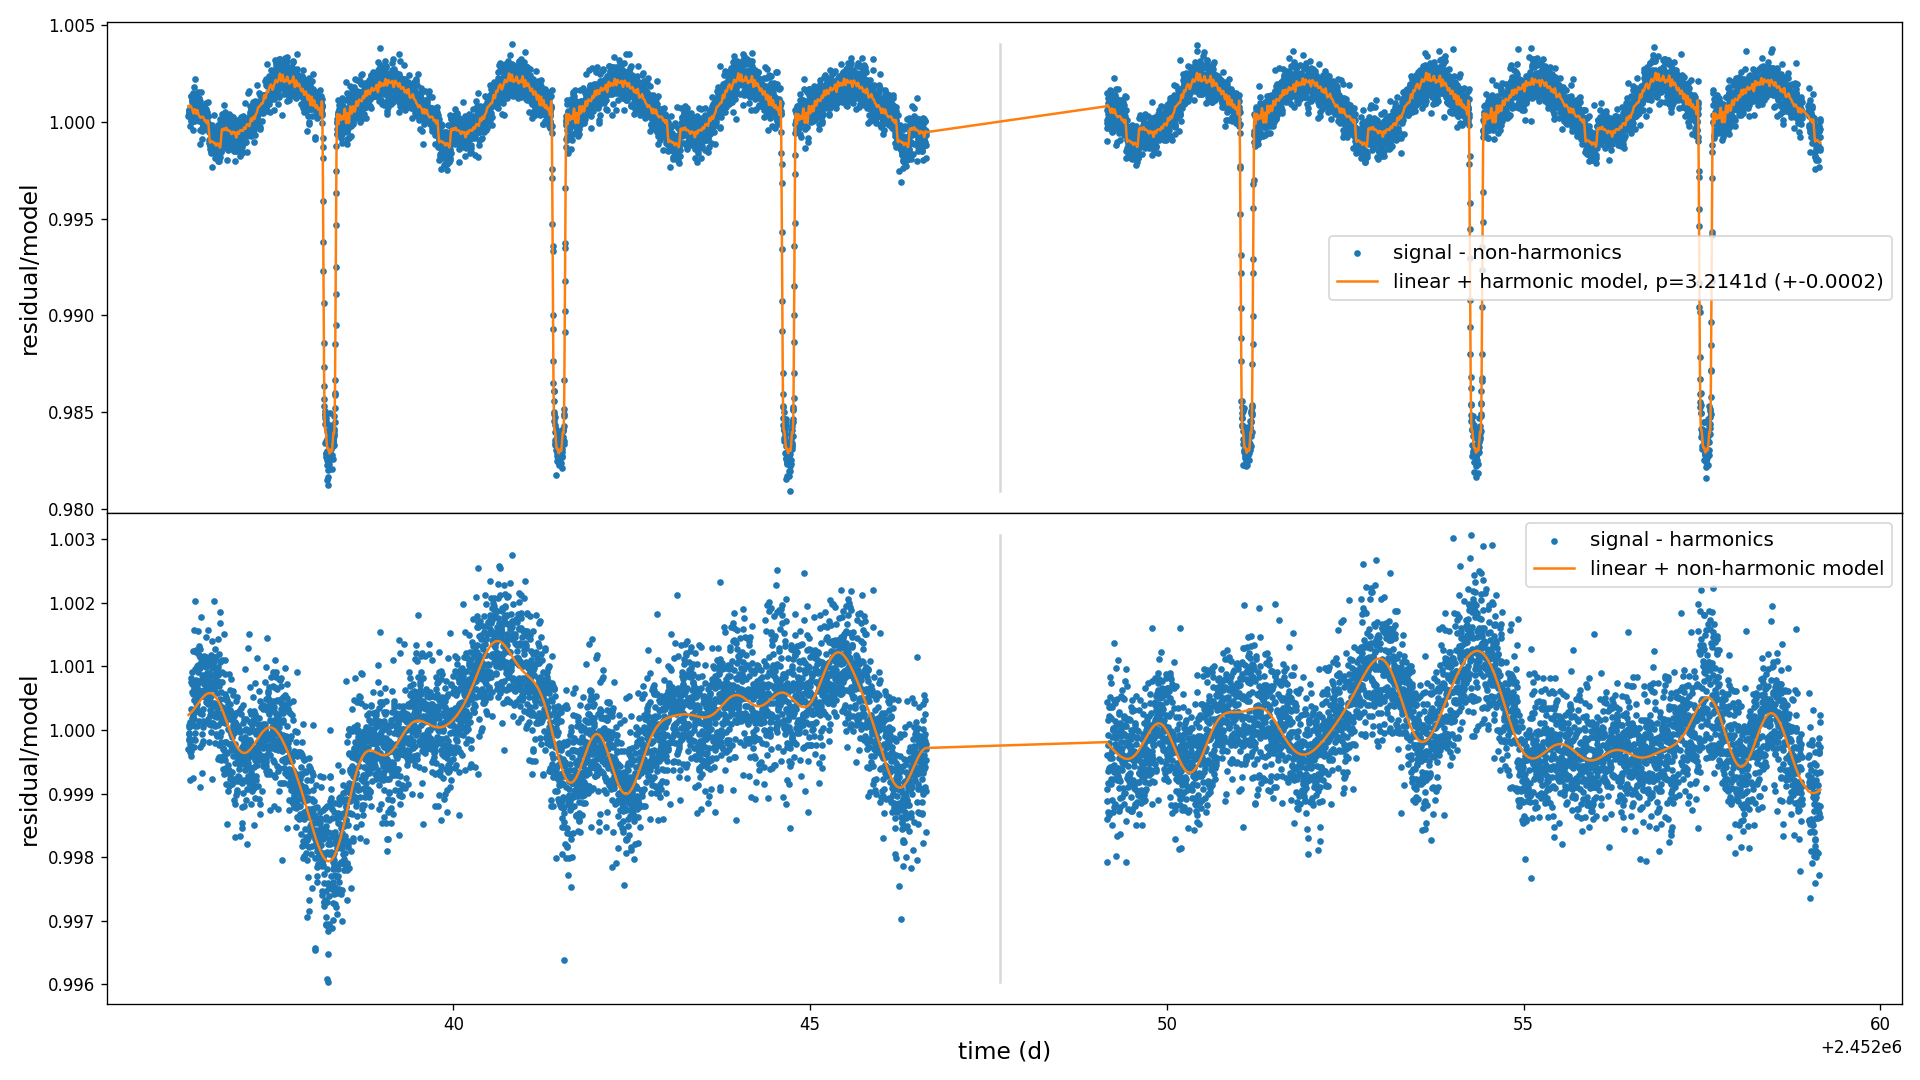 1.005
1.000
0.995
0.990
0.985
0.980
residual/model
signal - non-harmonics
linear + harmonic model, p=3.2141d (+-0.0002)
1.003
1.002
1.001
1.000
0.999
0.998
0.997
0.996
residual/model
signal - harmonics
linear + non-harmonic model
40
45
50
55
60
time (d)
+2.452e6